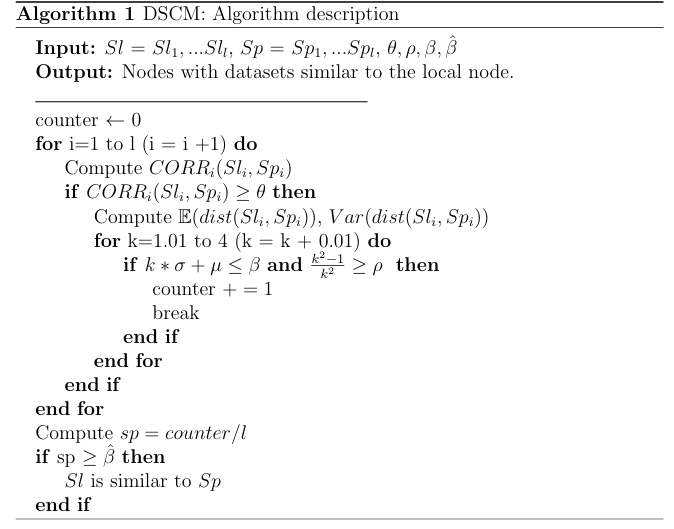 Algorithm 1 DSCM: Algorithm description
Input: Sl = Sl₁, ...Sl_l, Sp = Sp₁, ...Sp_l, θ, ρ, β, β̂
Output: Nodes with datasets similar to the local node.
counter ← 0
for i=1 to l (i = i +1) do
Compute CORR_i(Sl_i, Sp_i)
if CORR_i(Sl_i, Sp_i) ≥ θ then
Compute 𝔼(dist(Sl_i, Sp_i)), Var(dist(Sl_i, Sp_i))
for k=1.01 to 4 (k = k + 0.01) do
if k * σ + μ ≤ β and (k²−1)/k² ≥ ρ then
counter + = 1
break
end if
end for
end if
end for
Compute sp = counter/l
if sp ≥ β̂ then
Sl is similar to Sp
end if